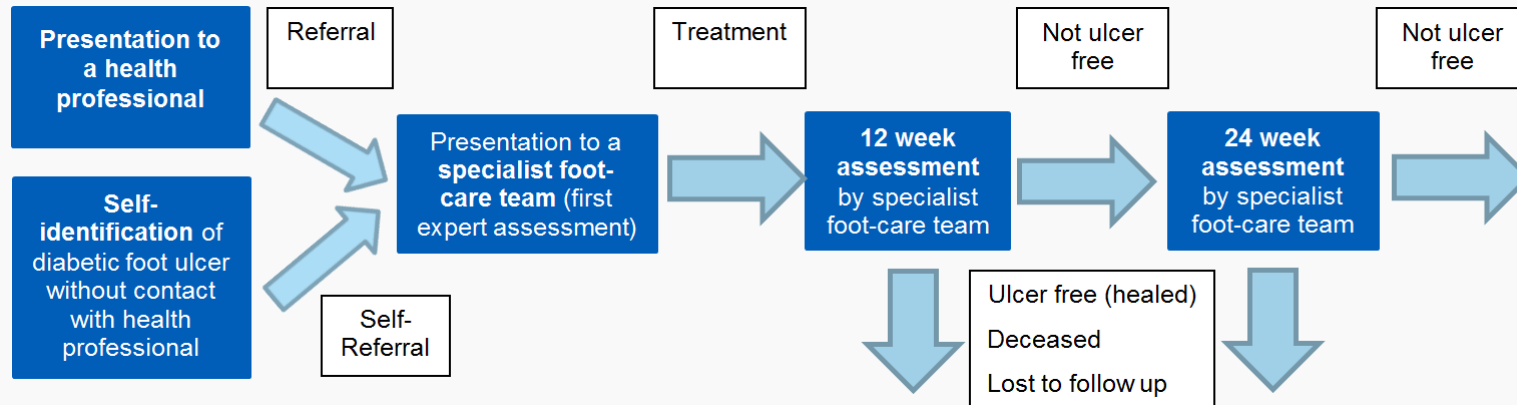 Presentation to
a health
professional
Referral
Self-
identification of
diabetic foot ulcer
without contact
with health
professional
Self-
Referral
Presentation to a
specialist foot-
care team (first
expert assessment)
Treatment
12 week
assessment
by specialist
foot-care team
Not ulcer
free
24 week
assessment
by specialist
foot-care team
Not ulcer
free
Ulcer free (healed)
Deceased
Lost to follow up